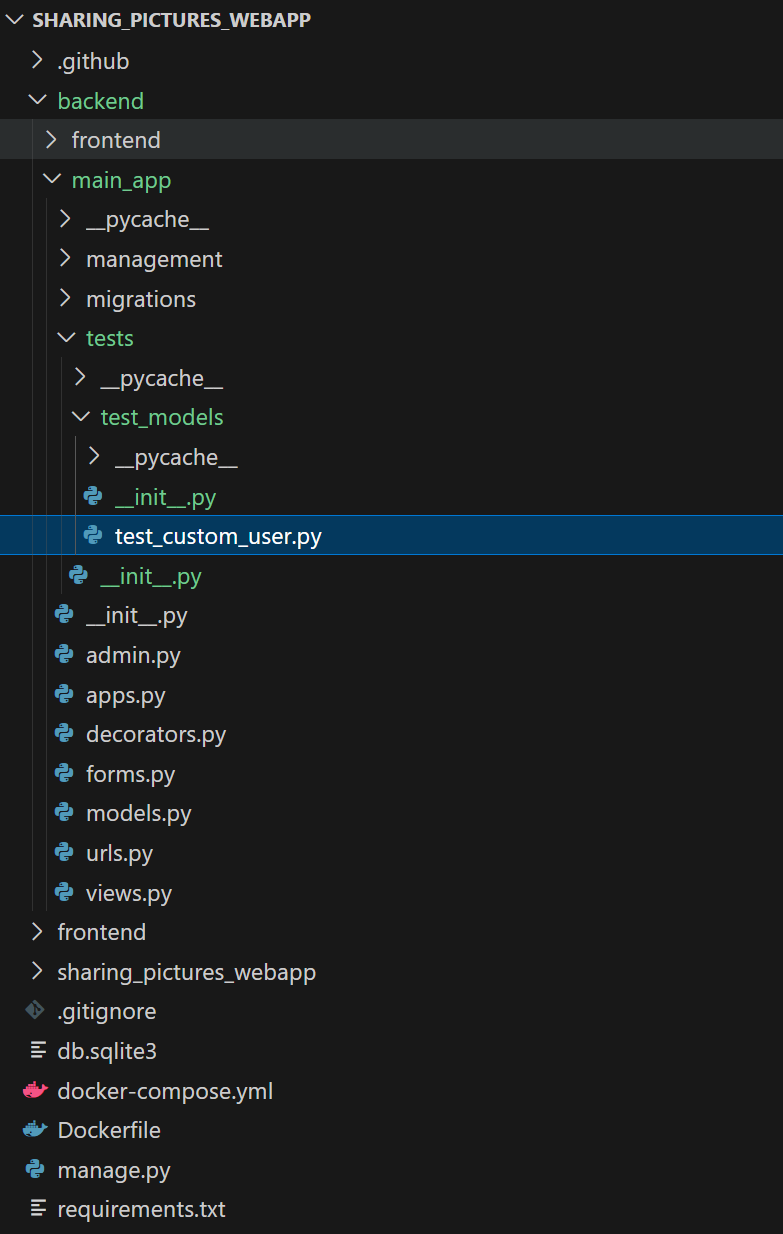 SHARING_PICTURES_WEBAPP
.github
backend
frontend
main_app
__pycache__
management
migrations
tests
__pycache__
test_models
__pycache__
__init__.py
test_custom_user.py
__init__.py
__init__.py
admin.py
apps.py
decorators.py
forms.py
models.py
urls.py
views.py
frontend
sharing_pictures_webapp
.gitignore
db.sqlite3
docker-compose.yml
Dockerfile
manage.py
requirements.txt